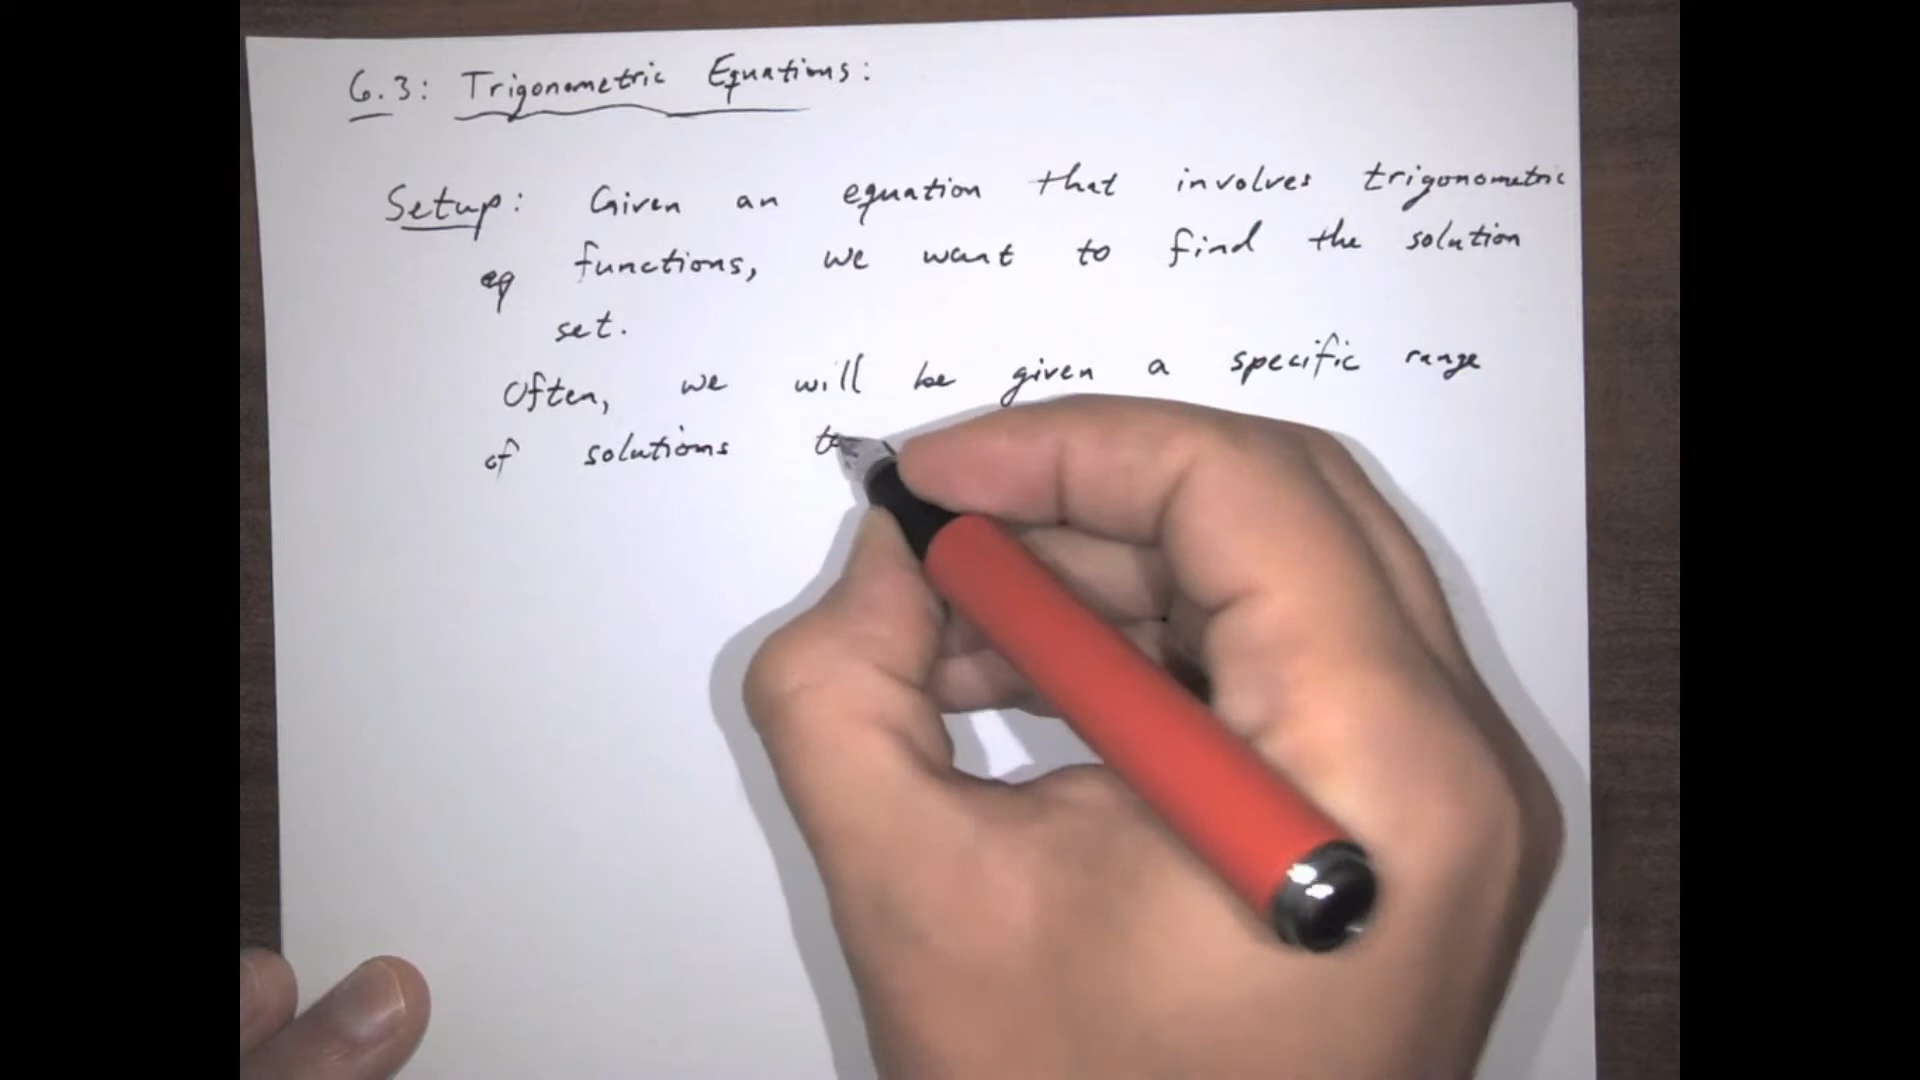 6.3: Trigonometric Equations:
Setup: Given an equation that involves trigonometric
eq functions, we want to find the solution
set.
Often, we will be given a specific range
of solutions to